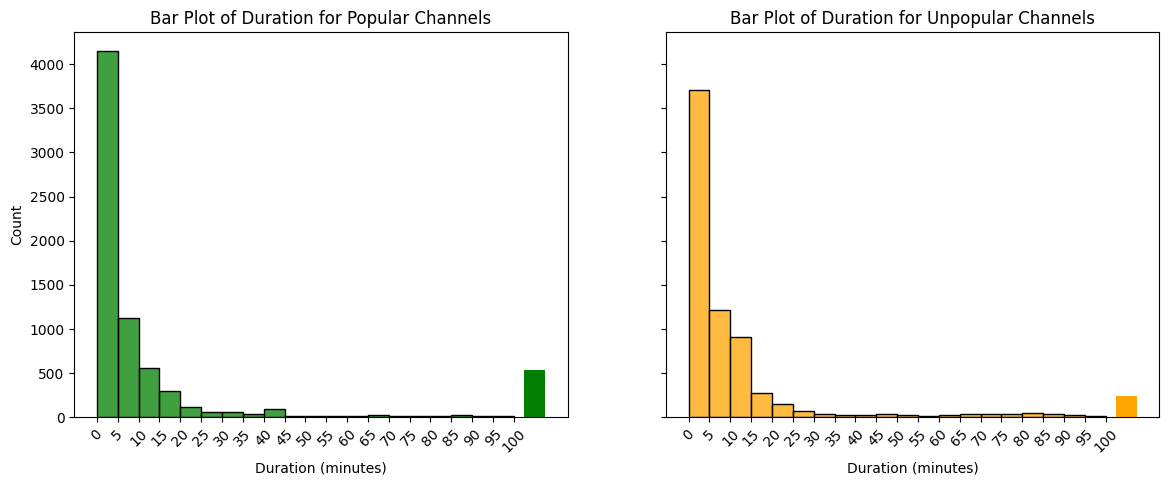 Bar Plot of Duration for Popular Channels
Count
4000
3500
3000
2500
2000
1500
1000
500
0
0 5 10 15 20 25 30 35 40 45 50 55 60 65 70 75 80 85 90 95 100
Duration (minutes)
Bar Plot of Duration for Unpopular Channels
0 5 10 15 20 25 30 35 40 45 50 55 60 65 70 75 80 85 90 95 100
Duration (minutes)